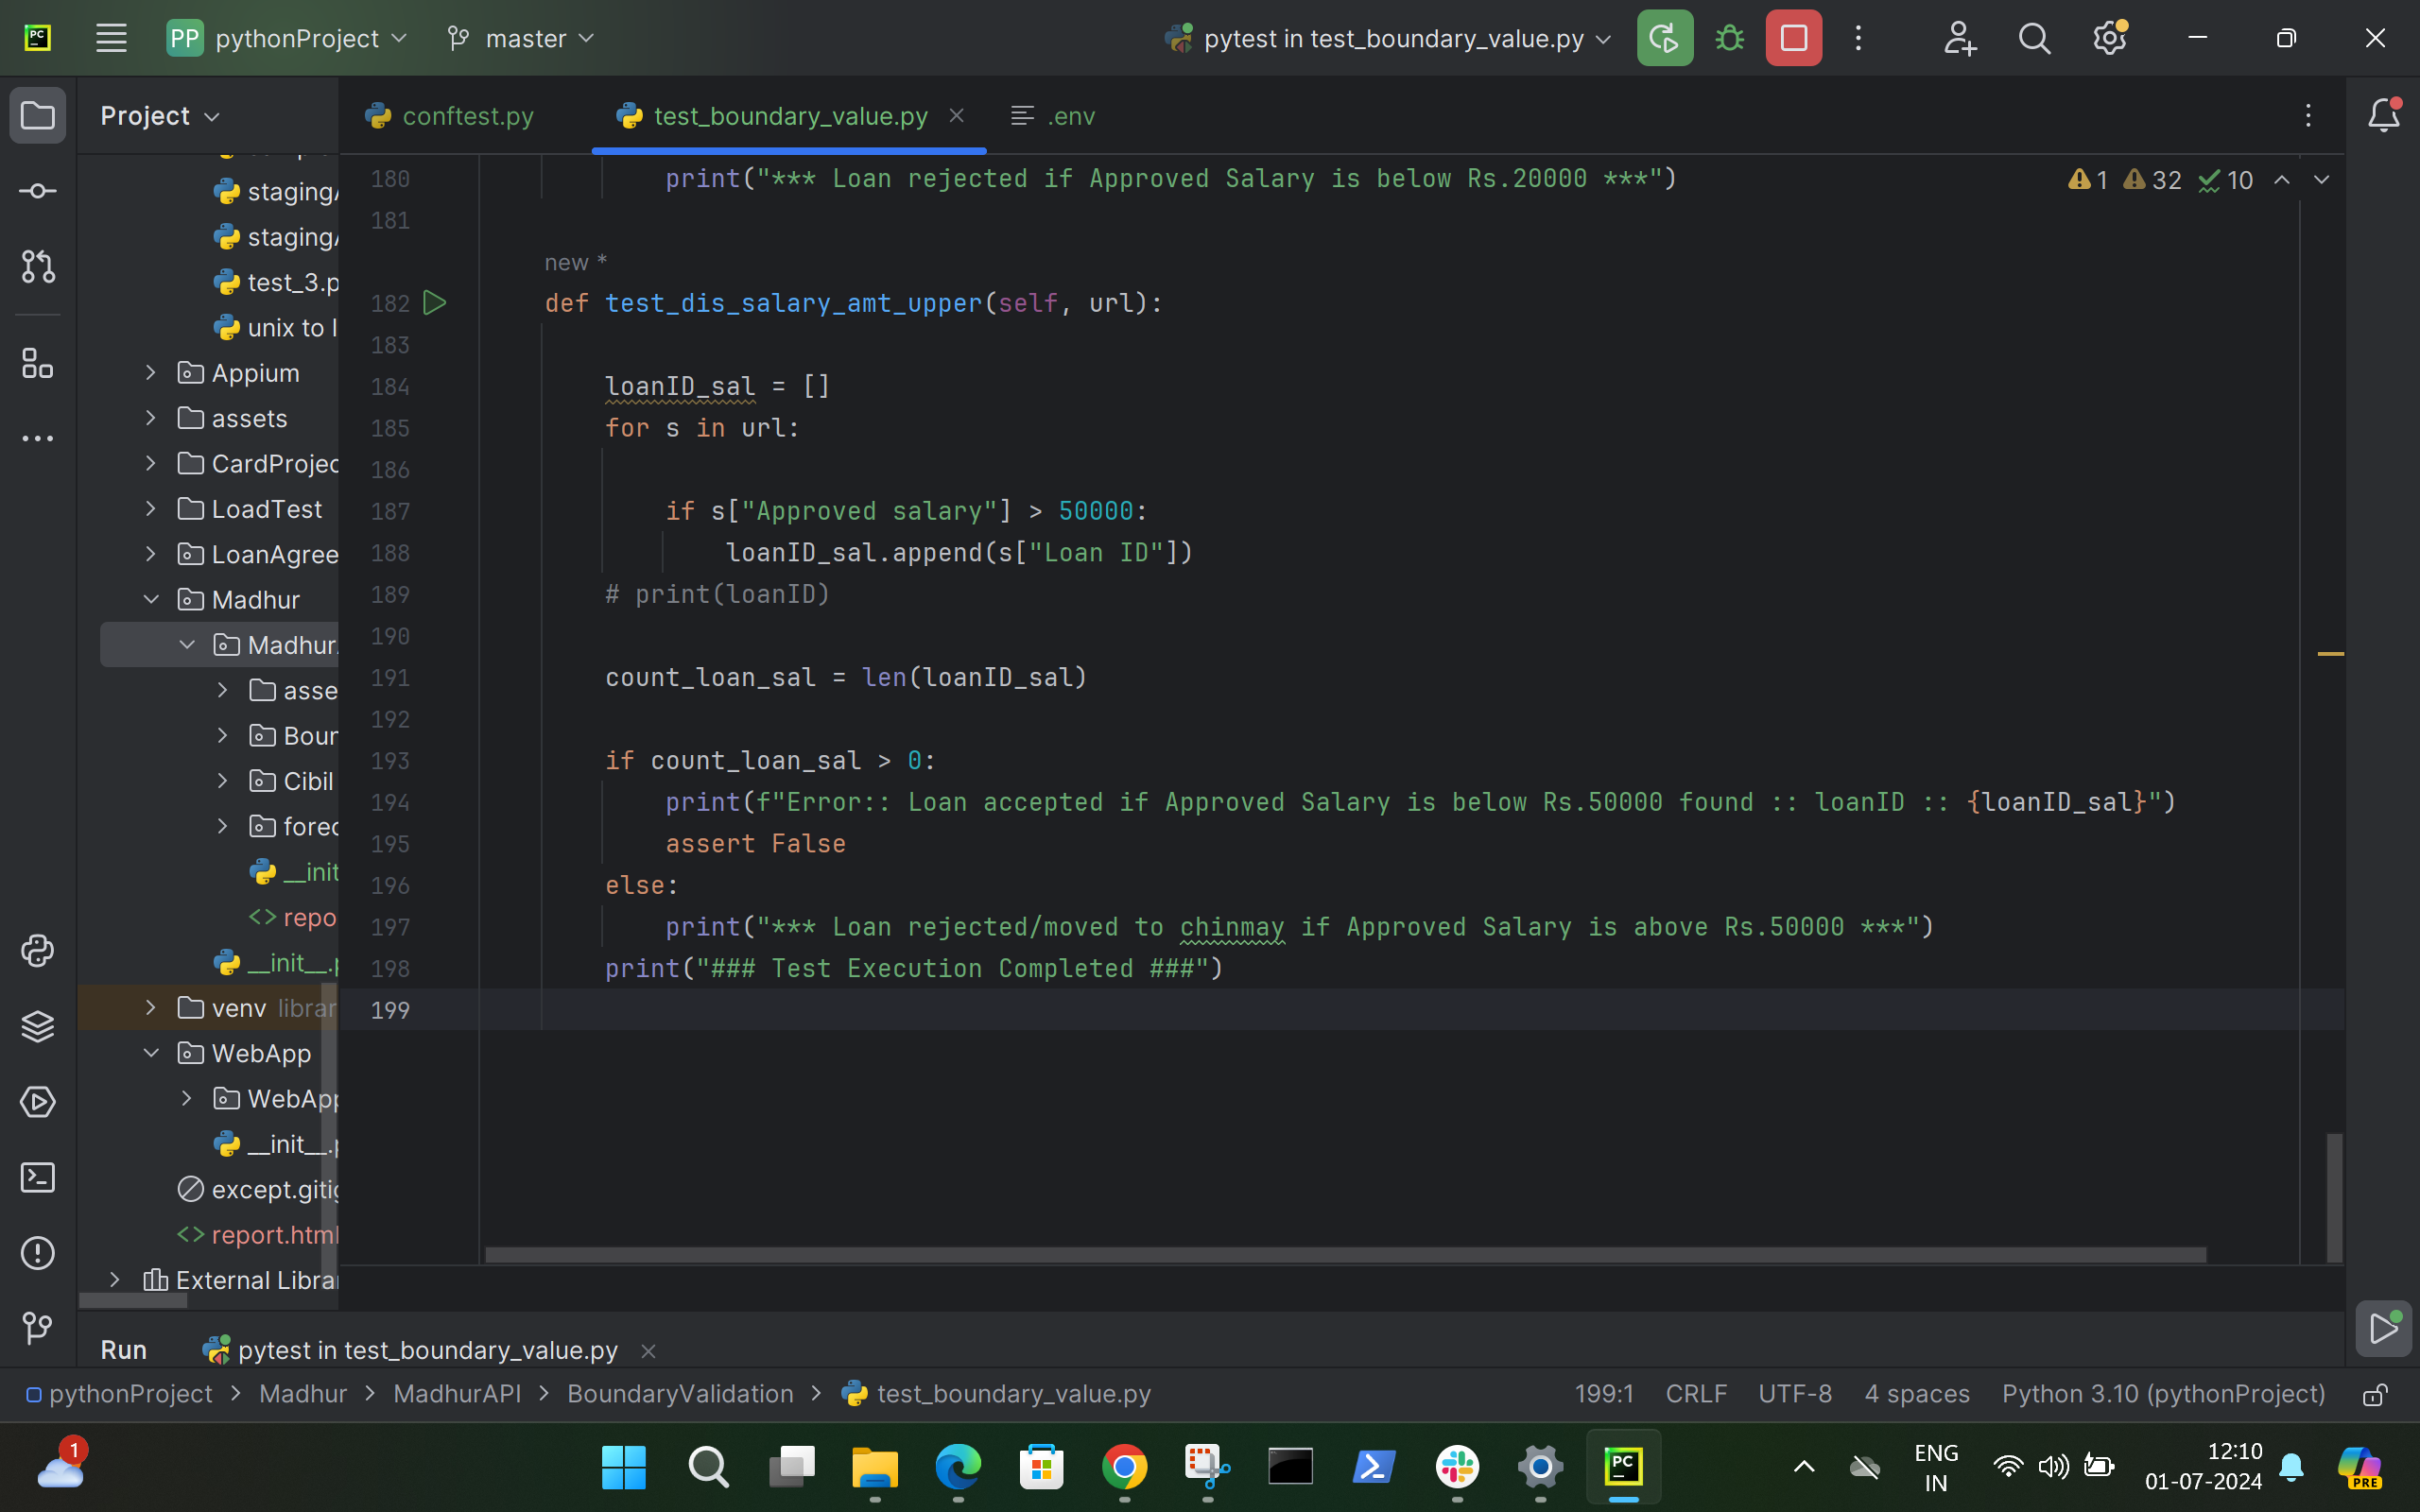 PC
PP pythonProject master pytest in test_boundary_value.py
Project conftest.py test_boundary_value.py .env
180 print("*** Loan rejected if Approved Salary is below Rs.20000 ***") 1 32 10
181
new *
182 def test_dis_salary_amt_upper(self, url):
183
184 loanID_sal = []
185 for s in url:
186
187 if s["Approved salary"] > 50000:
188 loanID_sal.append(s["Loan ID"])
189 # print(loanID)
190
191 count_loan_sal = len(loanID_sal)
192
193 if count_loan_sal > 0:
194 print(f"Error:: Loan accepted if Approved Salary is below Rs.50000 found :: loanID :: {loanID_sal}")
195 assert False
196 else:
197 print("*** Loan rejected/moved to chinmay if Approved Salary is above Rs.50000 ***")
198 print("### Test Execution Completed ###")
199
staging
staging
test_3.p
unix to l
Appium
assets
CardProjec
LoadTest
LoanAgree
Madhur
Madhur
asse
Boun
Cibil
forec
__init
repo
__init__.p
venv librar
WebApp
WebApp
__init__.p
except.gitig
report.html
External Libra
Run pytest in test_boundary_value.py
pythonProject > Madhur > MadhurAPI > BoundaryValidation > test_boundary_value.py 199:1 CRLF UTF-8 4 spaces Python 3.10 (pythonProject)
1
PC
ENG
IN
12:10
01-07-2024
PRE